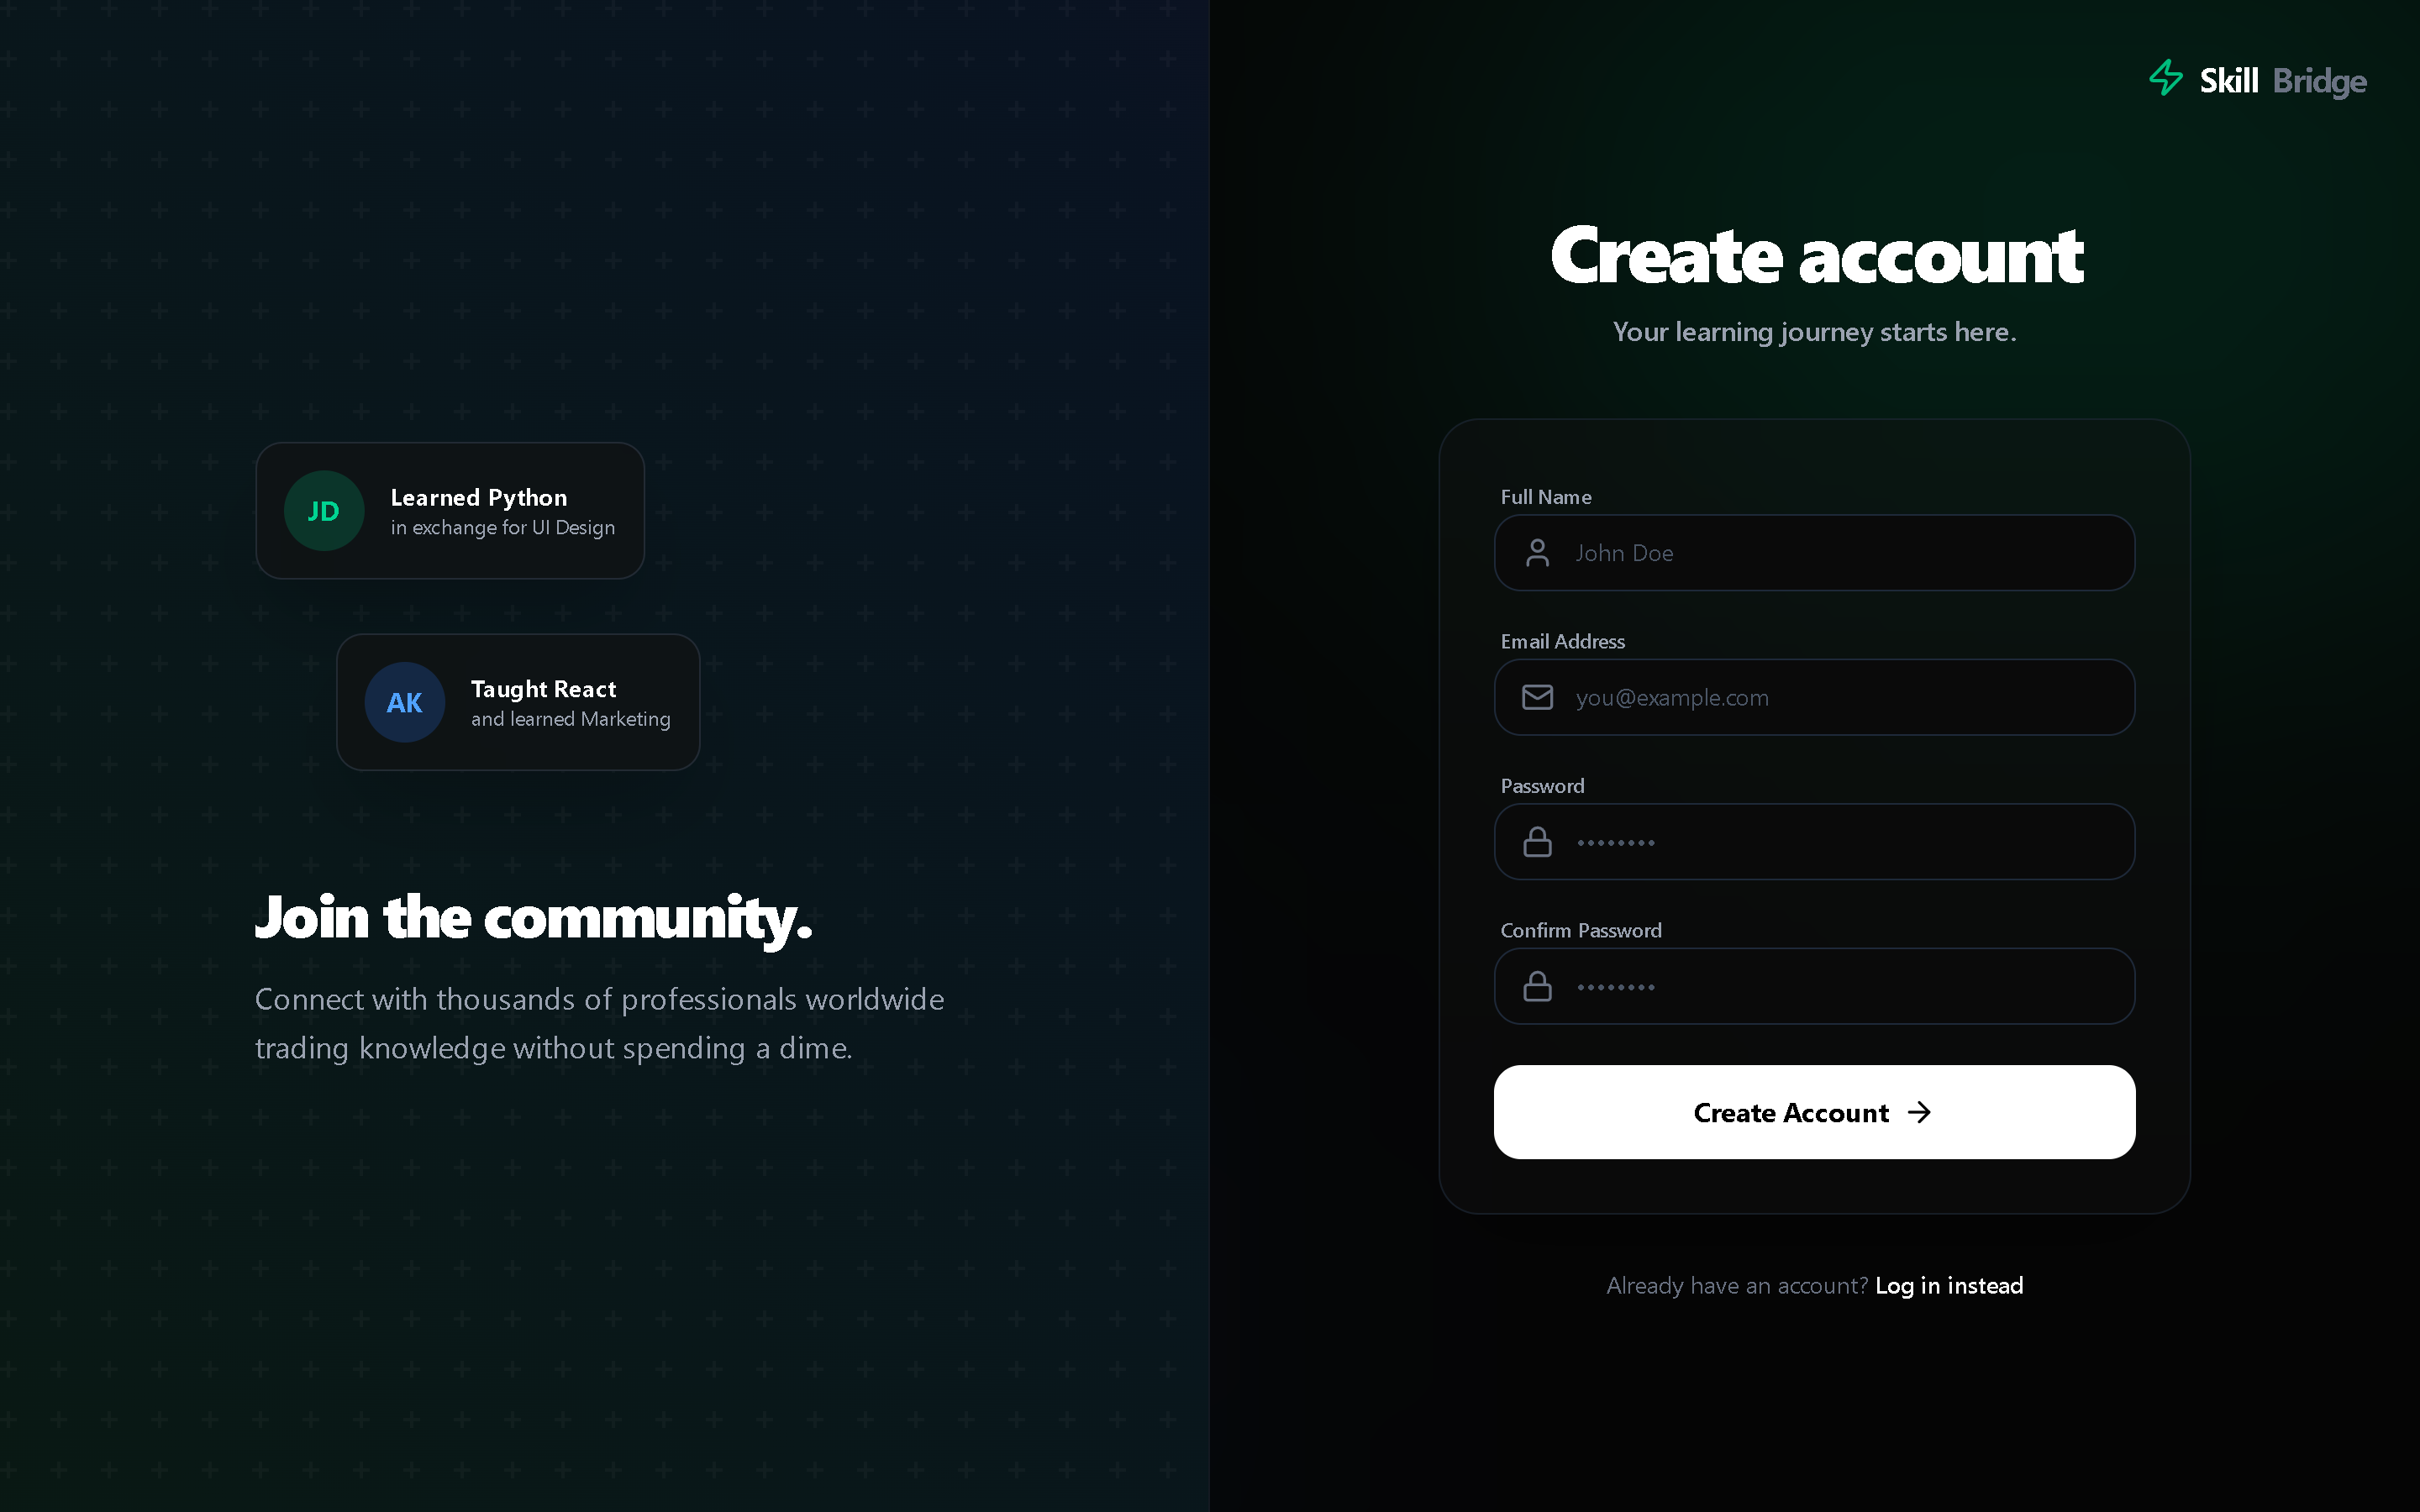 JD
Learned Python
in exchange for UI Design
AK
Taught React
and learned Marketing
Join the community.
Connect with thousands of professionals worldwide
trading knowledge without spending a dime.
Skill Bridge
Create account
Your learning journey starts here.
Full Name
John Doe
Email Address
you@example.com
Password
••••••••
Confirm Password
••••••••
Create Account →
Already have an account? Log in instead